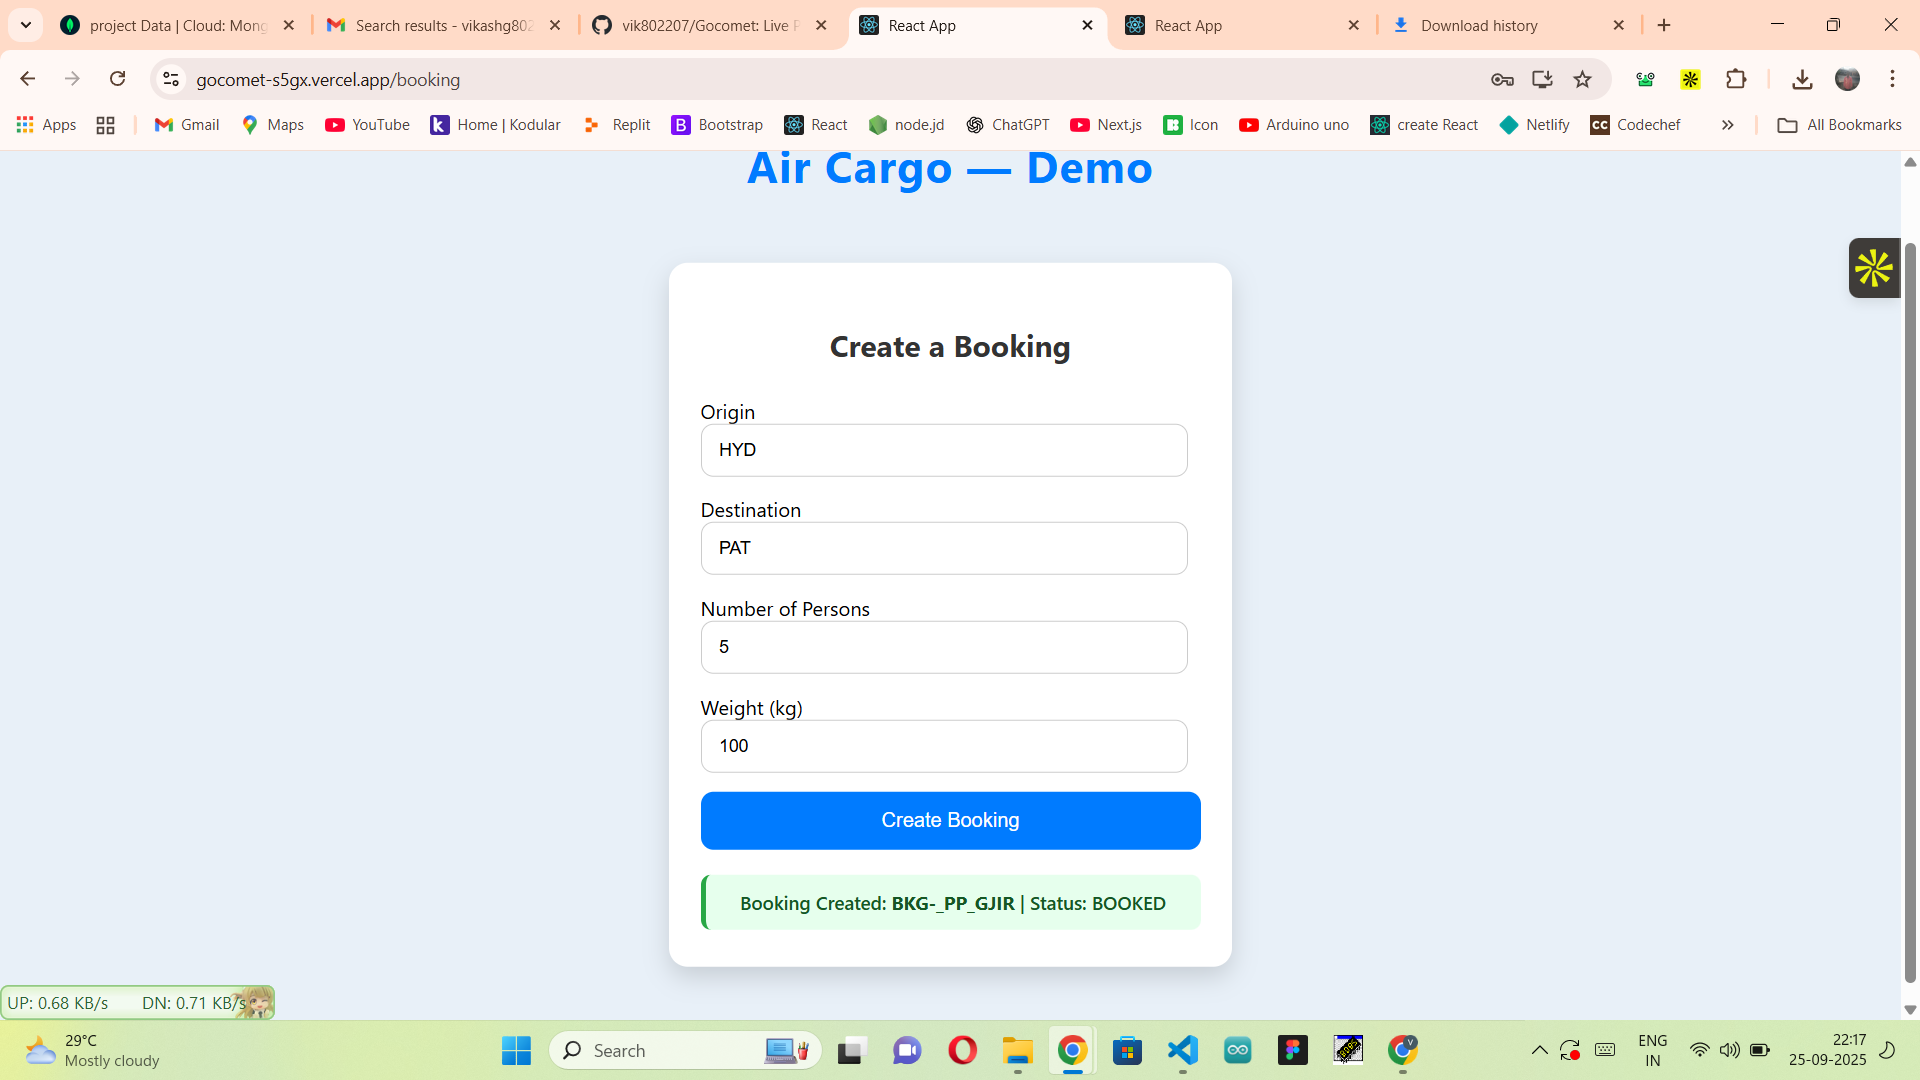 project Data | Cloud: Mong
Search results - vikashg802
vik802207/Gocomet: Live P
React App
React App
Download history
gocomet-s5gx.vercel.app/booking
Apps
Gmail
Maps
YouTube
Home | Kodular
Replit
Bootstrap
React
node.jd
ChatGPT
Next.js
Icon
Arduino uno
create React
Netlify
CC Codechef
All Bookmarks
Air Cargo — Demo
Create a Booking
Origin
HYD
Destination
PAT
Number of Persons
5
Weight (kg)
100
Create Booking
Booking Created: BKG-_PP_GJIR | Status: BOOKED
UP: 0.68 KB/s DN: 0.71 KB/s
29°C
Mostly cloudy
Search
ENG
IN
22:17
25-09-2025